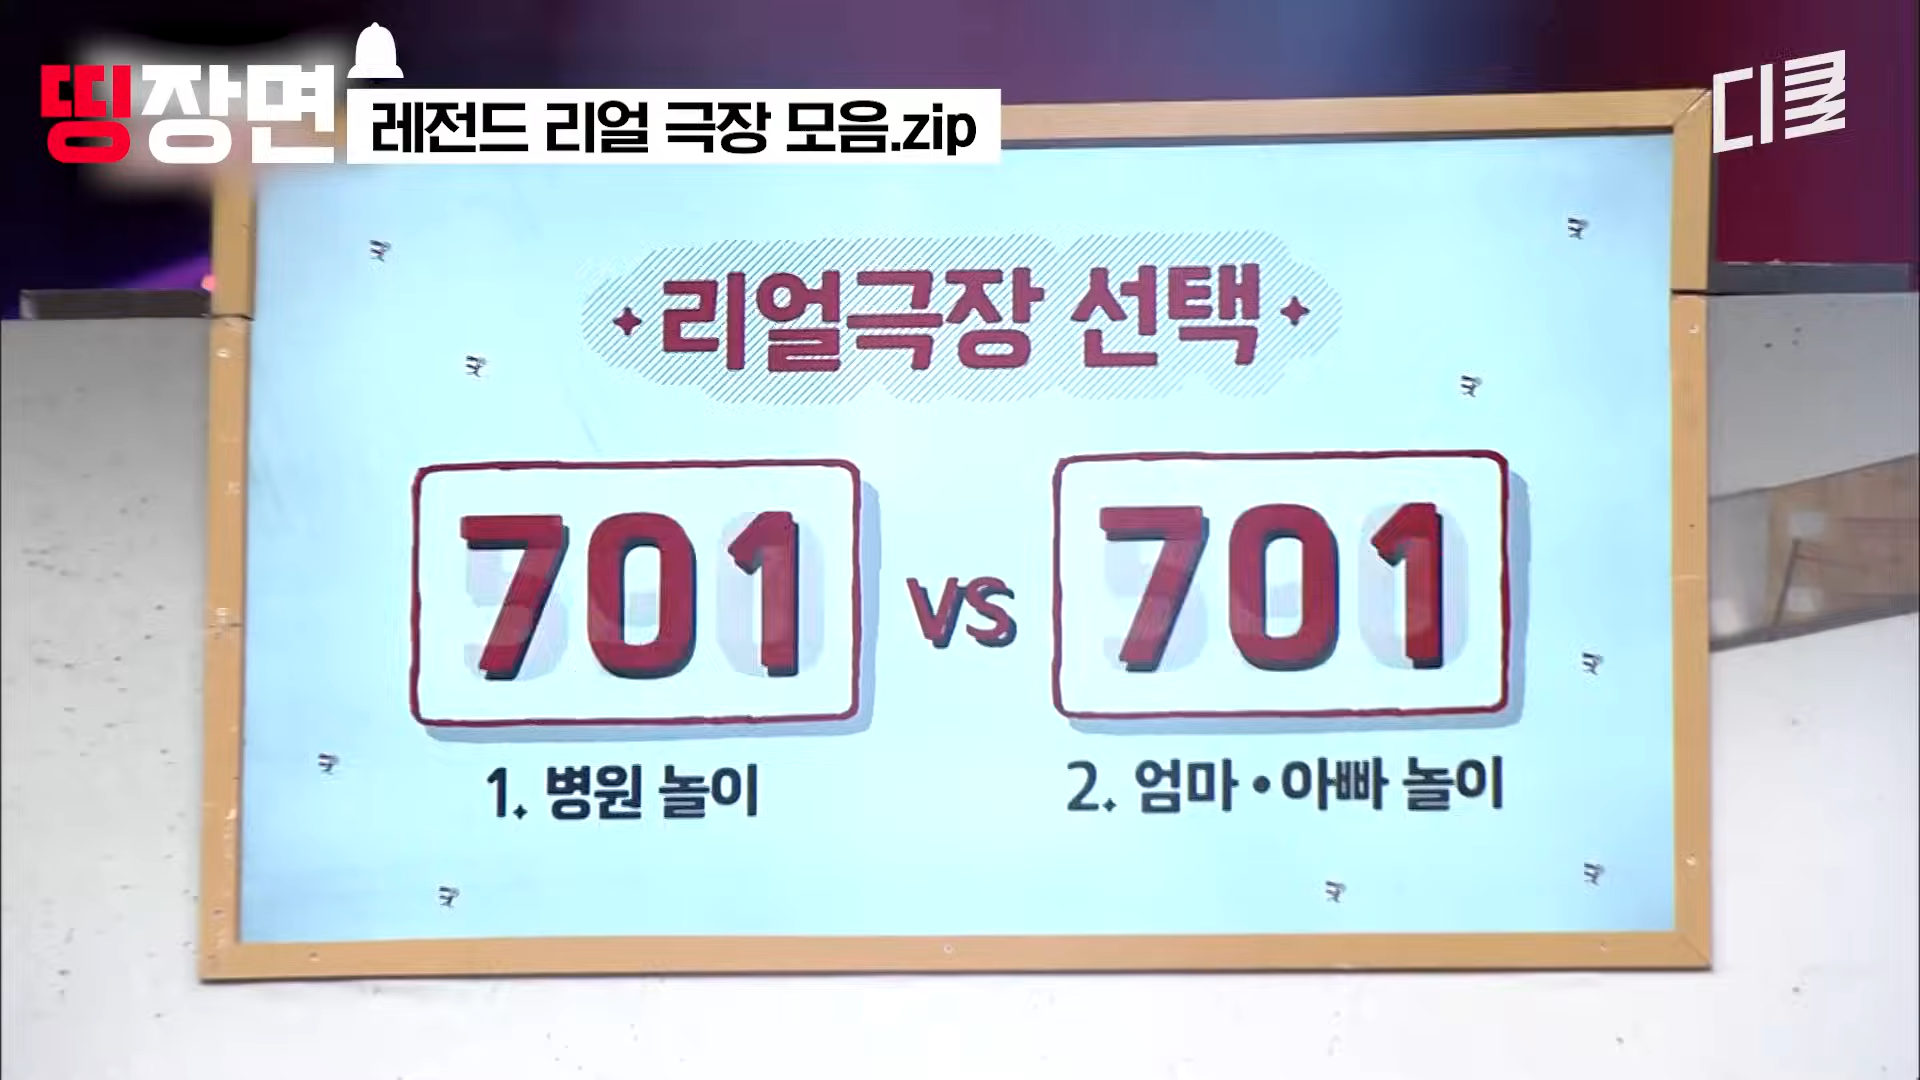 띵장면
레전드 리얼 극장 모음.zip
디클
리얼극장 선택
701 VS 701
1. 병원 놀이
2. 엄마·아빠 놀이